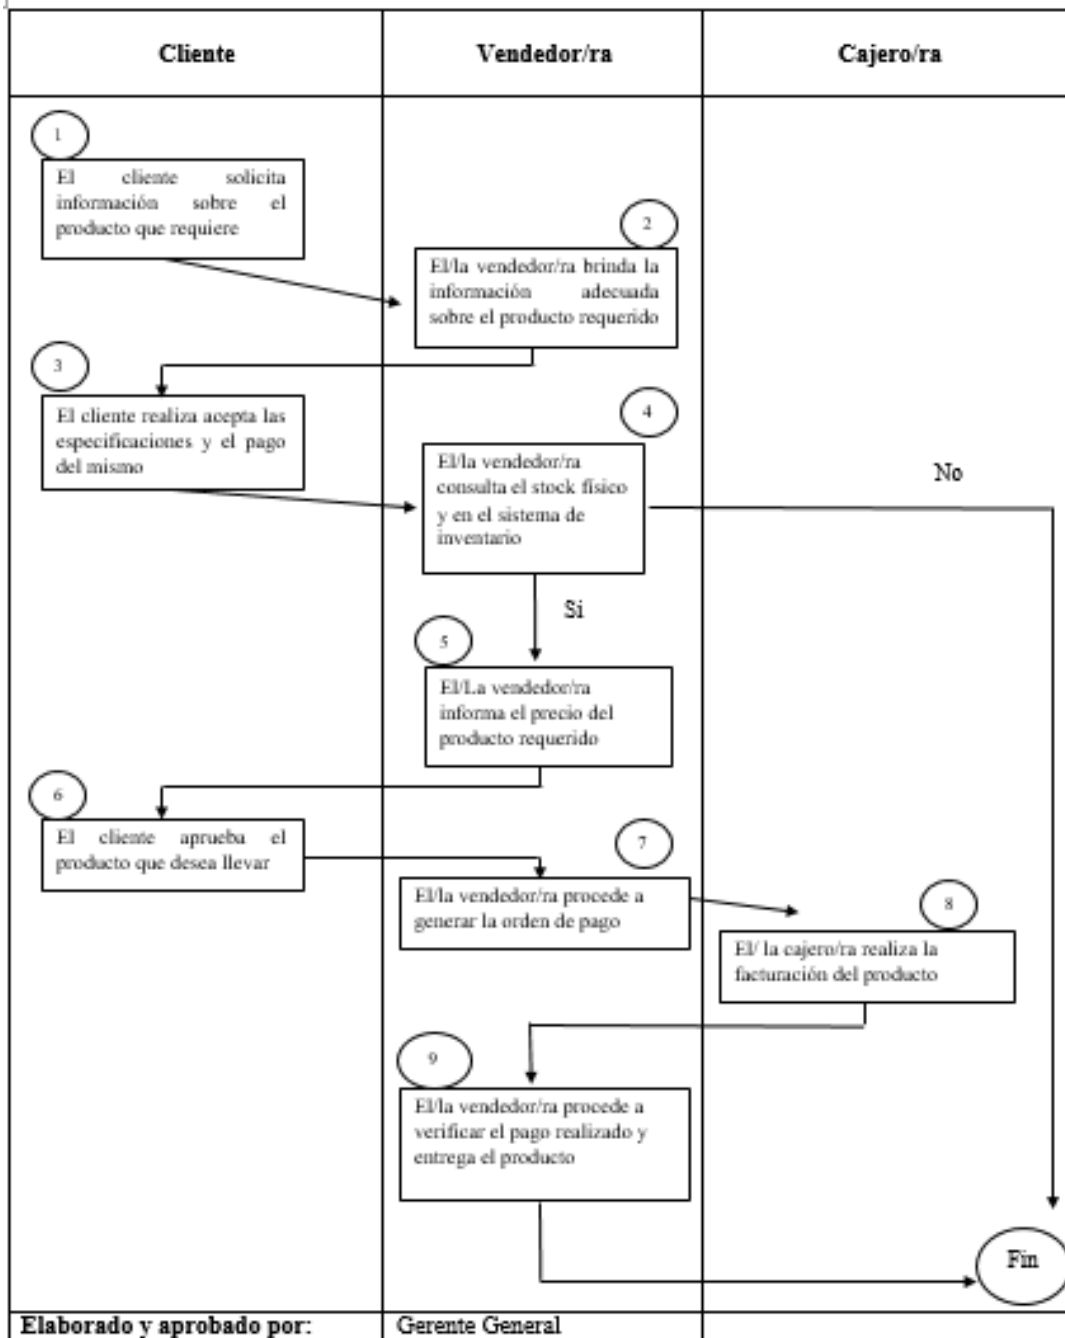 Cliente
Vendedor/ra
Cajero/ra
1
El cliente solicita
información sobre el
producto que requiere
2
El/la vendedor/ra brinda la
información adecuada
sobre el producto requerido
3
El cliente realiza acepta las
especificaciones y el pago
del mismo
4
El/la vendedor/ra
consulta el stock físico
y en el sistema de
inventario
No
Si
5
El/La vendedor/ra
informa el precio del
producto requerido
6
El cliente aprueba el
producto que desea llevar
7
El/la vendedor/ra procede a
generar la orden de pago
8
El/ la cajero/ra realiza la
facturación del producto
9
El/la vendedor/ra procede a
verificar el pago realizado y
entrega el producto
Fin
Elaborado y aprobado por:
Gerente General